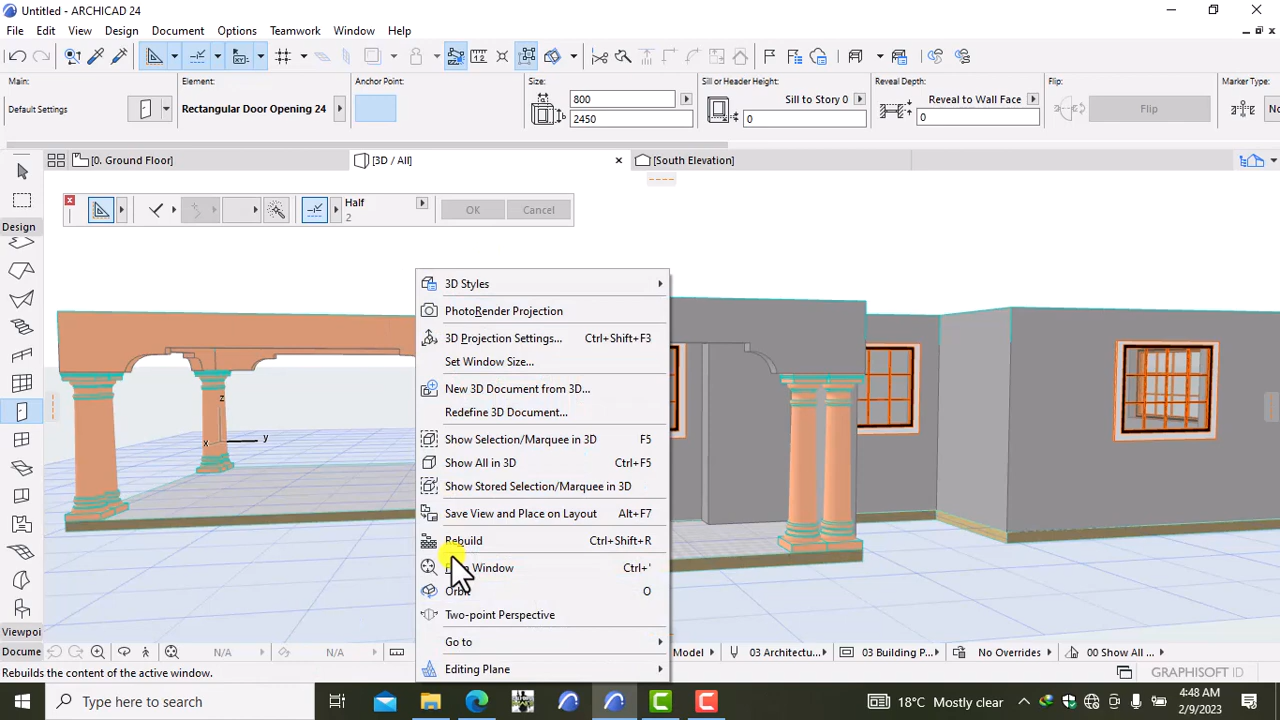 Untitled - ARCHICAD 24
File Edit View Design Document Options Teamwork Window Help
Main: Element: Anchor Point: Size: Sill or Header Height: Reveal Depth: Flip: Marker Type:
Default Settings Rectangular Door Opening 24 800 2450 Sill to Story 0 0 Reveal to Wall Face 0 Flip No
[0. Ground Floor] [3D / All] [South Elevation]
Half
2
OK Cancel
Design
3D Styles
PhotoRender Projection
3D Projection Settings... Ctrl+Shift+F3
Set Window Size...
New 3D Document from 3D...
Redefine 3D Document...
Show Selection/Marquee in 3D F5
Show All in 3D Ctrl+F5
Show Stored Selection/Marquee in 3D
Save View and Place on Layout Alt+F7
Rebuild Ctrl+Shift+R
Window Ctrl+'
O
Two-point Perspective
Go to
Editing Plane
x y z
Viewpoi
Docume N/A N/A Model 03 Architectu... 03 Building P... No Overrides 00 Show All ...
Rebuilds the content of the active window. GRAPHISOFT ID
Type here to search 18°C Mostly clear 4:48 AM
2/9/2023